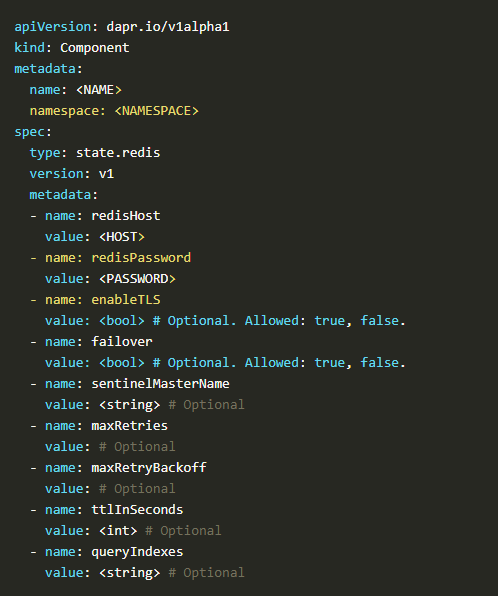 apiVersion: dapr.io/v1alpha1
kind: Component
metadata:
  name: <NAME>
  namespace: <NAMESPACE>
spec:
  type: state.redis
  version: v1
  metadata:
  - name: redisHost
    value: <HOST>
  - name: redisPassword
    value: <PASSWORD>
  - name: enableTLS
    value: <bool> # Optional. Allowed: true, false.
  - name: failover
    value: <bool> # Optional. Allowed: true, false.
  - name: sentinelMasterName
    value: <string> # Optional
  - name: maxRetries
    value: # Optional
  - name: maxRetryBackoff
    value: # Optional
  - name: ttlInSeconds
    value: <int> # Optional
  - name: queryIndexes
    value: <string> # Optional